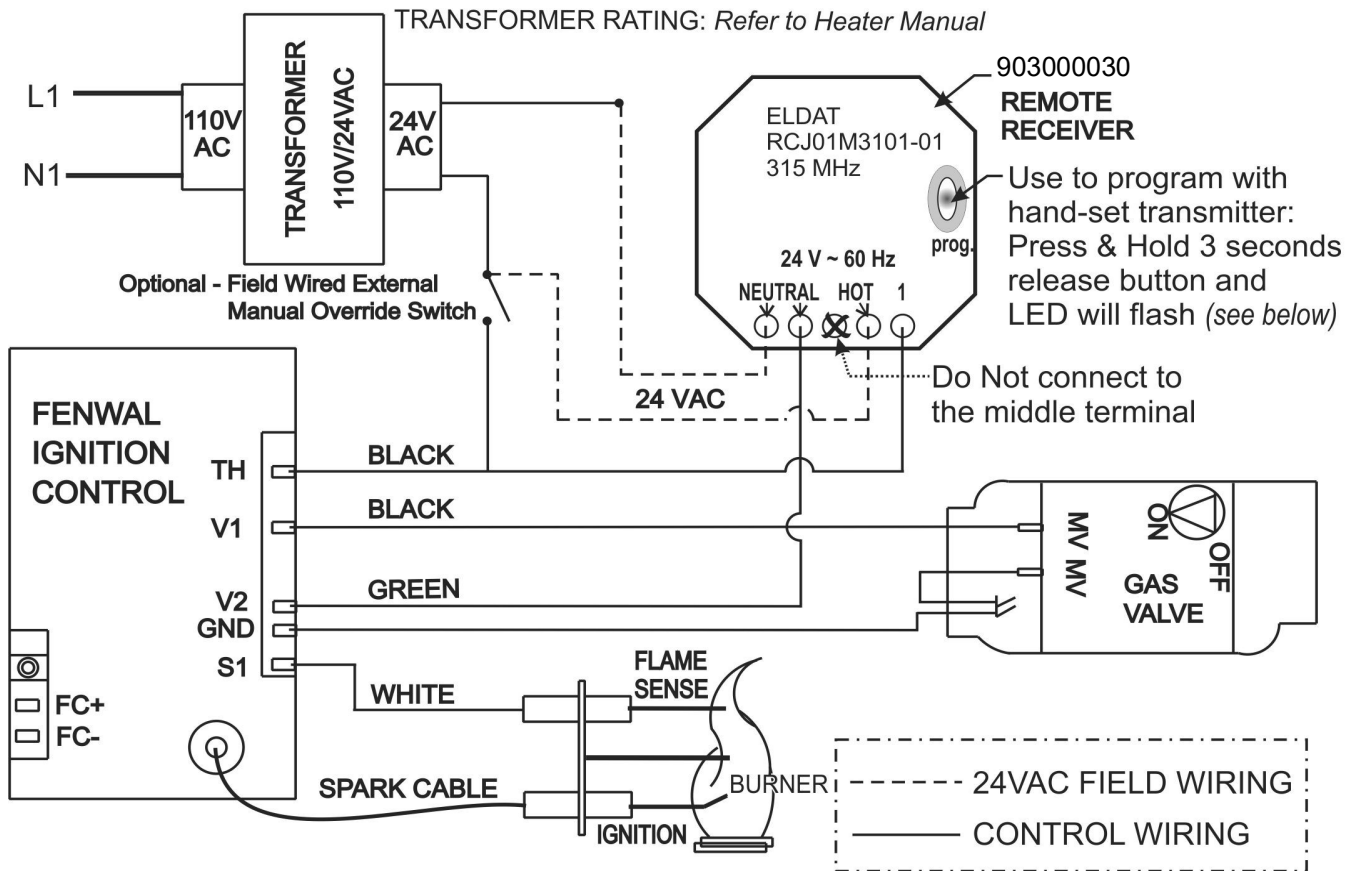 TRANSFORMER RATING: Refer to Heater Manual
L1
N1
110V
AC
TRANSFORMER
110V/24VAC
24V
AC
903000030
REMOTE
RECEIVER
ELDAT
RCJ01M3101-01
315 MHz
prog.
24 V ~ 60 Hz
NEUTRAL HOT 1
Use to program with
hand-set transmitter:
Press & Hold 3 seconds
release button and
LED will flash (see below)
Optional - Field Wired External
Manual Override Switch
24 VAC
Do Not connect to
the middle terminal
FENWAL
IGNITION
CONTROL
TH
V1
V2
GND
S1
FC+
FC-
BLACK
BLACK
GREEN
WHITE
SPARK CABLE
FLAME
SENSE
IGNITION
BURNER
MV MV
ON
OFF
GAS
VALVE
24VAC FIELD WIRING
CONTROL WIRING